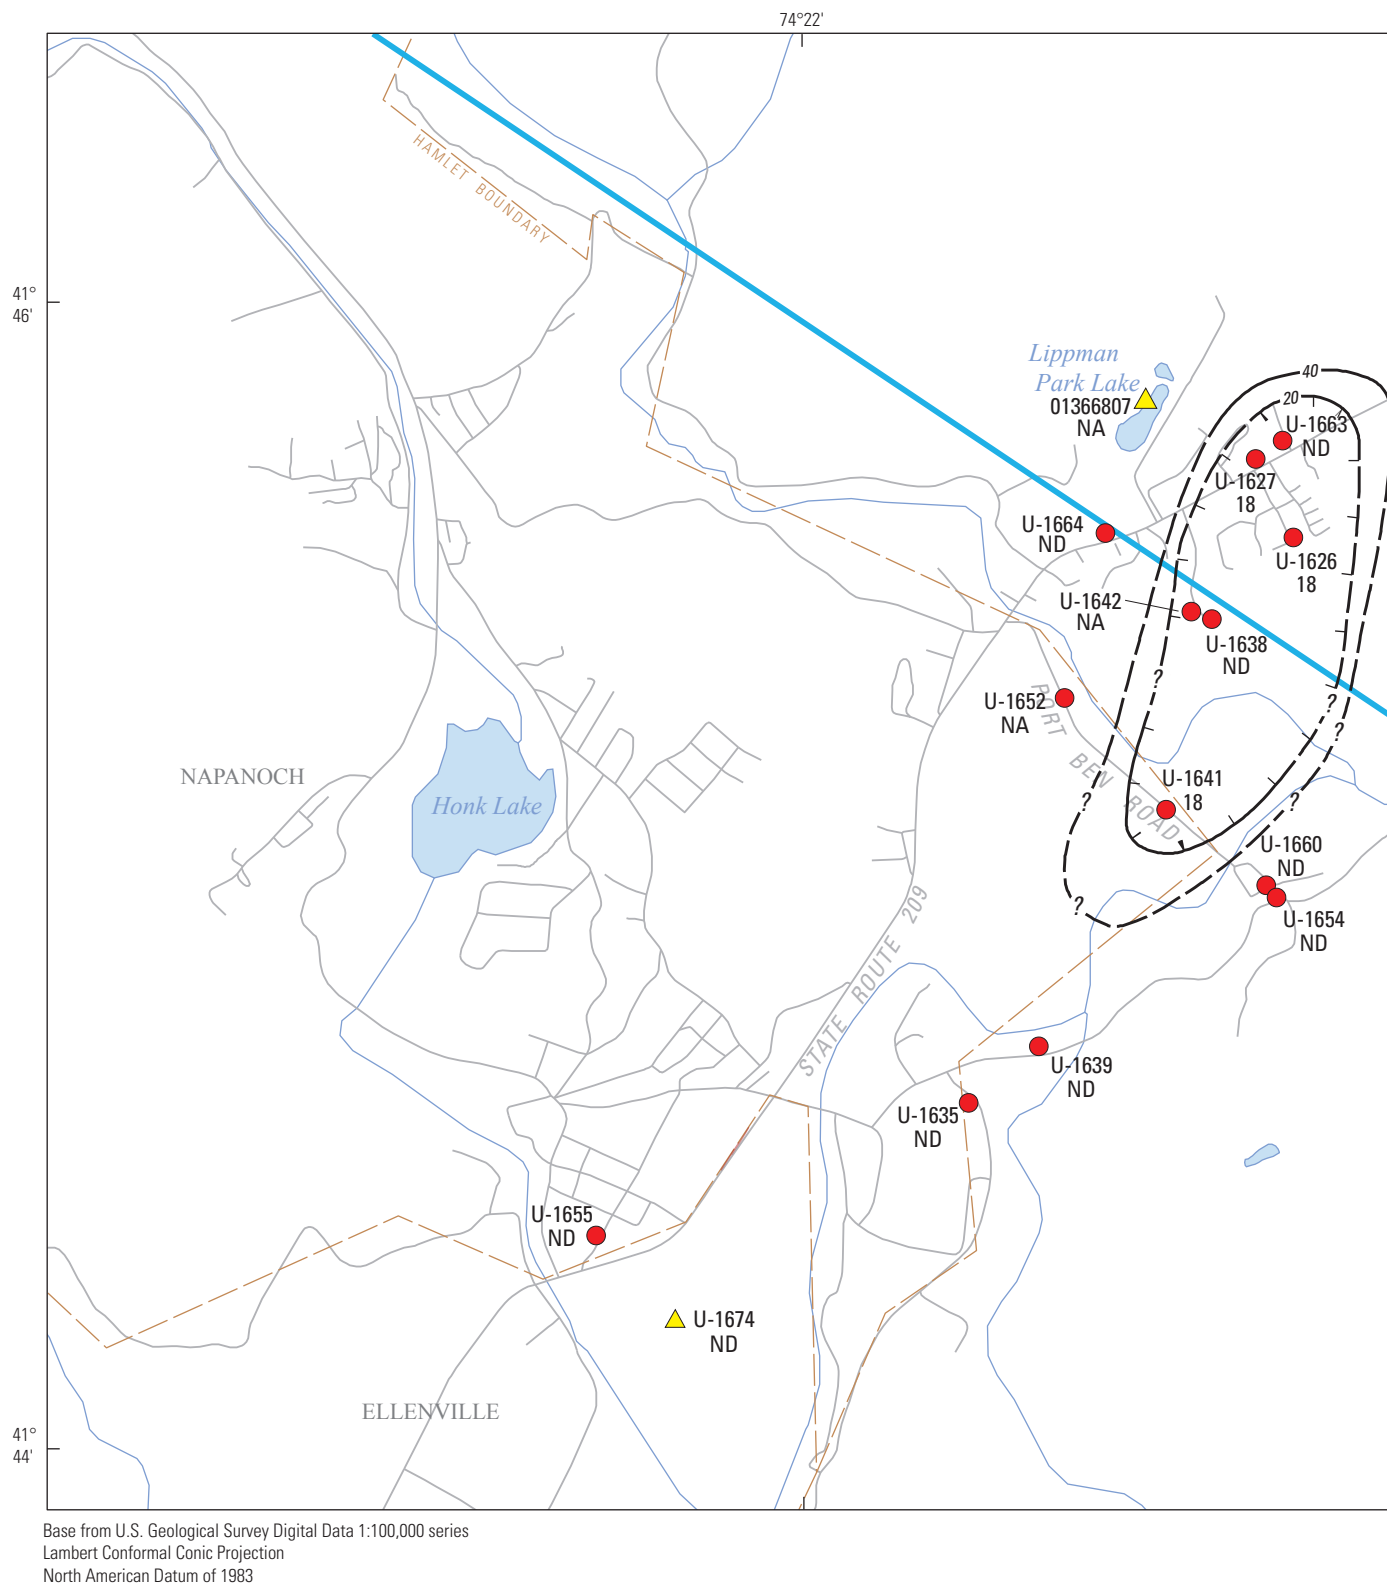 74°22'
HAMLET BOUNDARY
41°
46'
Lippman
Park Lake
01366807
NA
40
20
U-1663
ND
U-1627
18
U-1664
ND
U-1626
18
U-1642
NA
U-1638
ND
?
?
?
U-1652
NA
PORT BEN ROAD
NAPANOCH
Honk Lake
U-1641
18
?
?
U-1660
ND
?
U-1654
ND
STATE ROUTE 209
U-1639
ND
U-1635
ND
U-1655
ND
U-1674
ND
ELLENVILLE
41°
44'
Base from U.S. Geological Survey Digital Data 1:100,000 series
Lambert Conformal Conic Projection
North American Datum of 1983